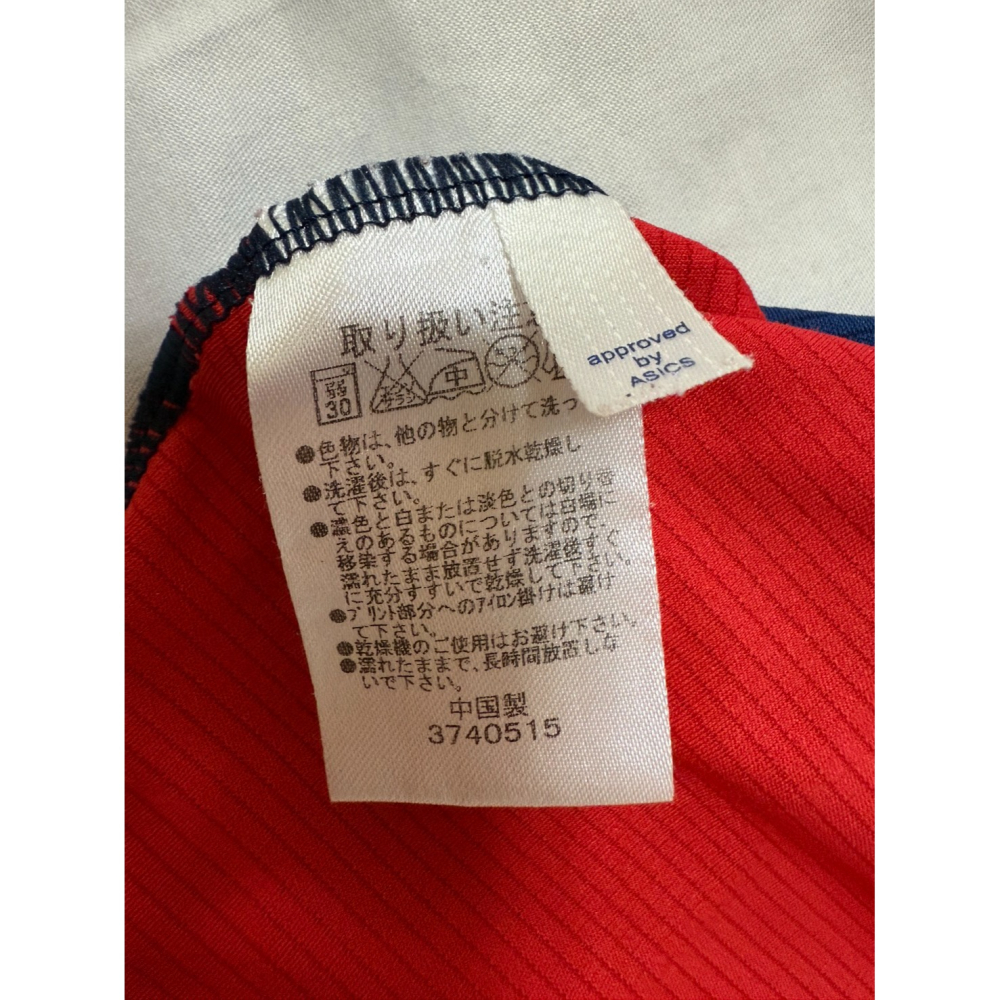 取り扱い注
approved
by
ASICS
弱
30
中
●色物は、他の物と分けて洗っ
下さい。
●洗濯後は、すぐに脱水乾燥し
て下さい。
●濃色と白または淡色との切り替
えのあるものについては白場に
移染する場合がありますので、
濡れたまま放置せず洗濯後すぐ
に充分すすいで乾燥して下さい。
●プリント部分へのアイロン掛けは避け
て下さい。
●乾燥機のご使用はお避け下さい。
●濡れたままで、長時間放置しな
いで下さい。
中国製
3740515